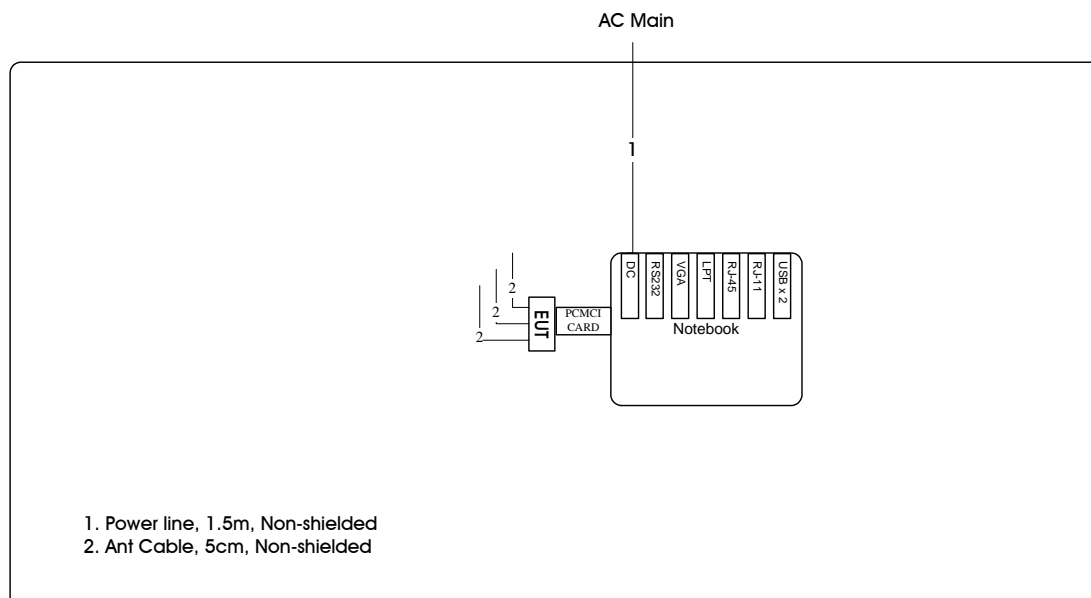 AC Main
1
DC
RS232
VGA
LPT
RJ-45
RJ-11
USB x 2
2
2
2
EUT
PCMCI
CARD
Notebook
1. Power line, 1.5m, Non-shielded
2. Ant Cable, 5cm, Non-shielded